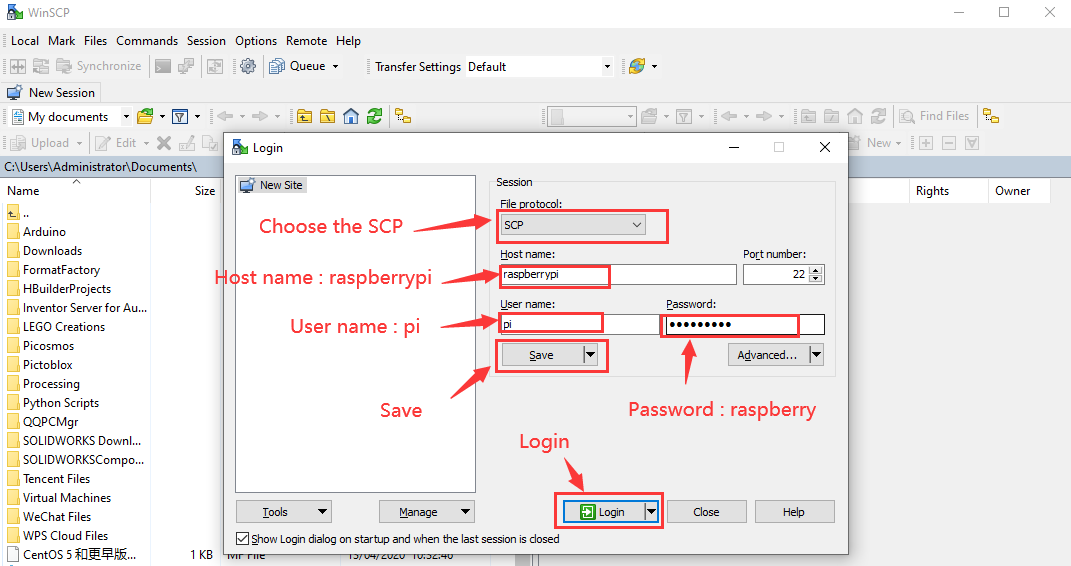 WinSCP
Local Mark Files Commands Session Options Remote Help
Synchronize Queue Transfer Settings Default
New Session
My documents Find Files
Upload Edit New
C:\Users\Administrator\Documents\
Name Size Rights Owner
..
Arduino
Downloads
FormatFactory
HBuilderProjects
Inventor Server for Au...
LEGO Creations
Picosmos
Pictoblox
Processing
Python Scripts
QQPCMgr
SOLIDWORKS Downl...
SOLIDWORKSCompo...
Tencent Files
Virtual Machines
WeChat Files
WPS Cloud Files
CentOS 5 和更早版... 1 KB MF File 15/04/2020 10:52:46
Login
New Site
Session
File protocol:
SCP
Choose the SCP
Host name: Port number:
raspberrypi 22
Host name : raspberrypi
User name: Password:
pi ●●●●●●●●●
User name : pi
Save Advanced...
Save
Password : raspberry
Login
Tools Manage Login Close Help
Show Login dialog on startup and when the last session is closed